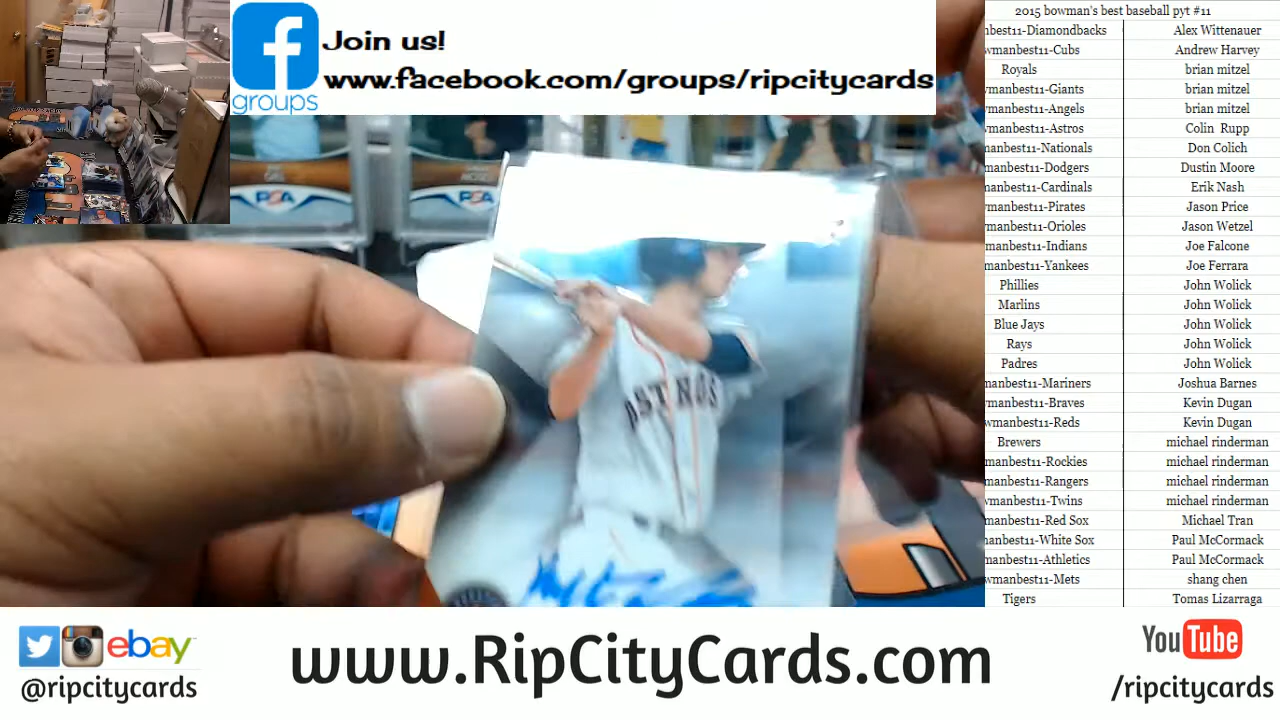 Join us!
www.facebook.com/groups/ripcitycards
groups
PSA
PSA
ASTROS
2015 bowman's best baseball pyt #11
nbest11-Diamondbacks Alex Wittenauer
wmanbest11-Cubs Andrew Harvey
Royals brian mitzel
wmanbest11-Giants brian mitzel
manbest11-Angels brian mitzel
wmanbest11-Astros Colin Rupp
manbest11-Nationals Don Colich
manbest11-Dodgers Dustin Moore
manbest11-Cardinals Erik Nash
manbest11-Pirates Jason Price
wmanbest11-Orioles Jason Wetzel
manbest11-Indians Joe Falcone
manbest11-Yankees Joe Ferrara
Phillies John Wolick
Marlins John Wolick
Blue Jays John Wolick
Rays John Wolick
Padres John Wolick
manbest11-Mariners Joshua Barnes
wmanbest11-Braves Kevin Dugan
wmanbest11-Reds Kevin Dugan
Brewers michael rinderman
manbest11-Rockies michael rinderman
manbest11-Rangers michael rinderman
wmanbest11-Twins michael rinderman
manbest11-Red Sox Michael Tran
anbest11-White Sox Paul McCormack
manbest11-Athletics Paul McCormack
wmanbest11-Mets shang chen
Tigers Tomas Lizarraga
ebay
@ripcitycards
www.RipCityCards.com
YouTube
/ripcitycards